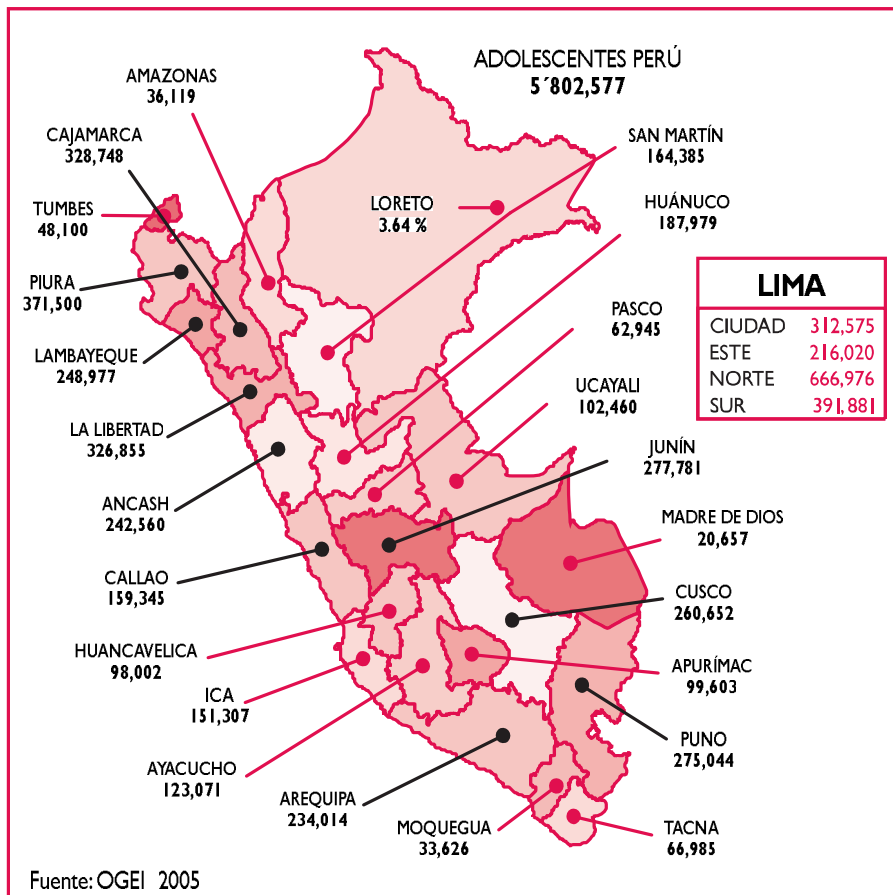 ADOLESCENTES PERÚ
5´802,577
AMAZONAS
36,119
CAJAMARCA
328,748
TUMBES
48,100
PIURA
371,500
LAMBAYEQUE
248,977
LA LIBERTAD
326,855
ANCASH
242,560
CALLAO
159,345
HUANCAVELICA
98,002
ICA
151,307
AYACUCHO
123,071
AREQUIPA
234,014
MOQUEGUA
33,626
TACNA
66,985
PUNO
275,044
APURÍMAC
99,603
CUSCO
260,652
MADRE DE DIOS
20,657
JUNÍN
277,781
UCAYALI
102,460
PASCO
62,945
HUÁNUCO
187,979
SAN MARTÍN
164,385
LORETO
3.64 %
LIMA
CIUDAD 312,575
ESTE 216,020
NORTE 666,976
SUR 391,881
Fuente: OGEI 2005